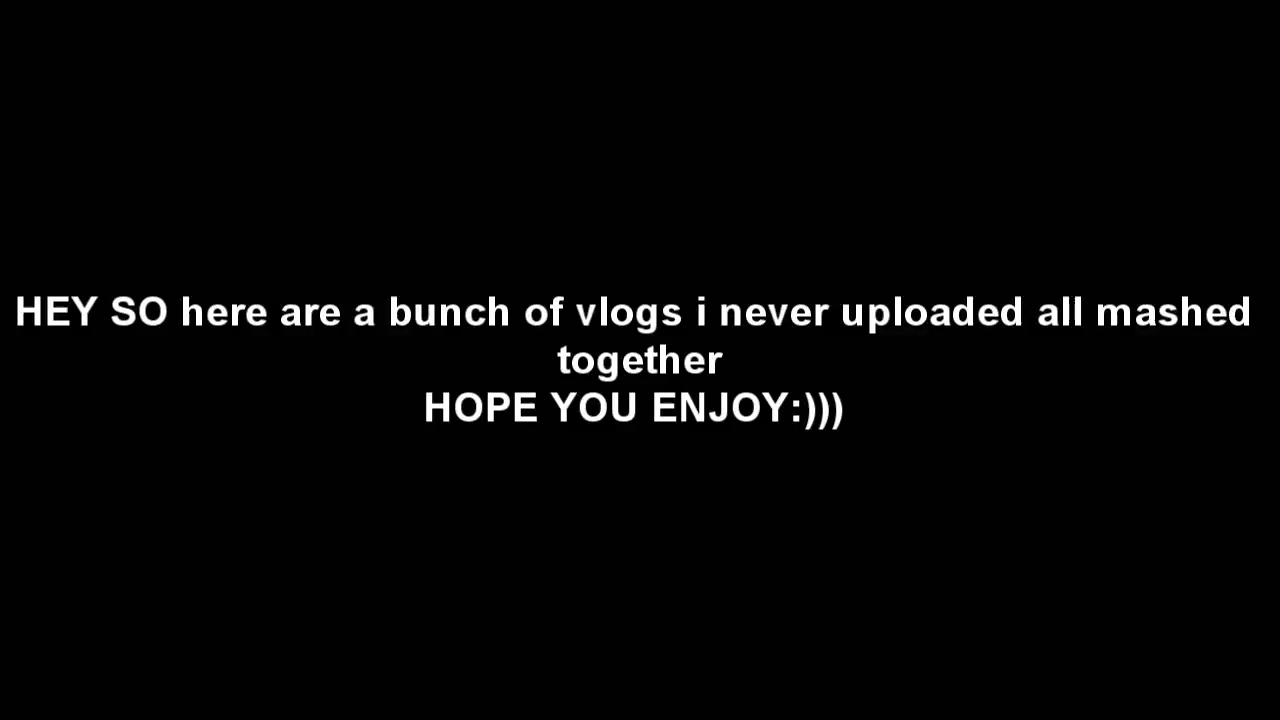 HEY SO here are a bunch of vlogs i never uploaded all mashed
together
HOPE YOU ENJOY:)))